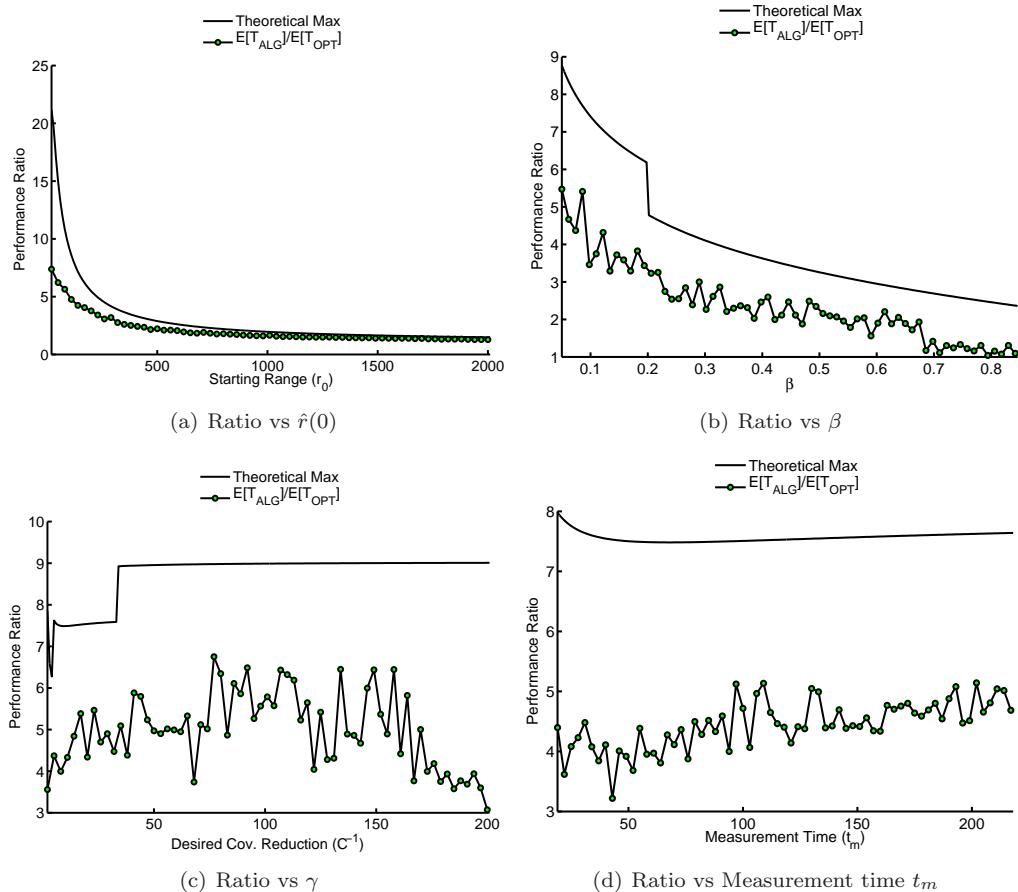 Theoretical Max
E[T_ALG]/E[T_OPT]
25
20
15
10
5
0
Performance Ratio
500 1000 1500 2000
Starting Range (r_0)
(a) Ratio vs r̂(0)
Theoretical Max
E[T_ALG]/E[T_OPT]
9
8
7
6
5
4
3
2
1
Performance Ratio
0.1 0.2 0.3 0.4 0.5 0.6 0.7 0.8
β
(b) Ratio vs β
Theoretical Max
E[T_ALG]/E[T_OPT]
10
9
8
7
6
5
4
3
Performance Ratio
50 100 150 200
Desired Cov. Reduction (C^-1)
(c) Ratio vs γ
Theoretical Max
E[T_ALG]/E[T_OPT]
8
7
6
5
4
3
Performance Ratio
50 100 150 200
Measurement Time (t_m)
(d) Ratio vs Measurement time t_m